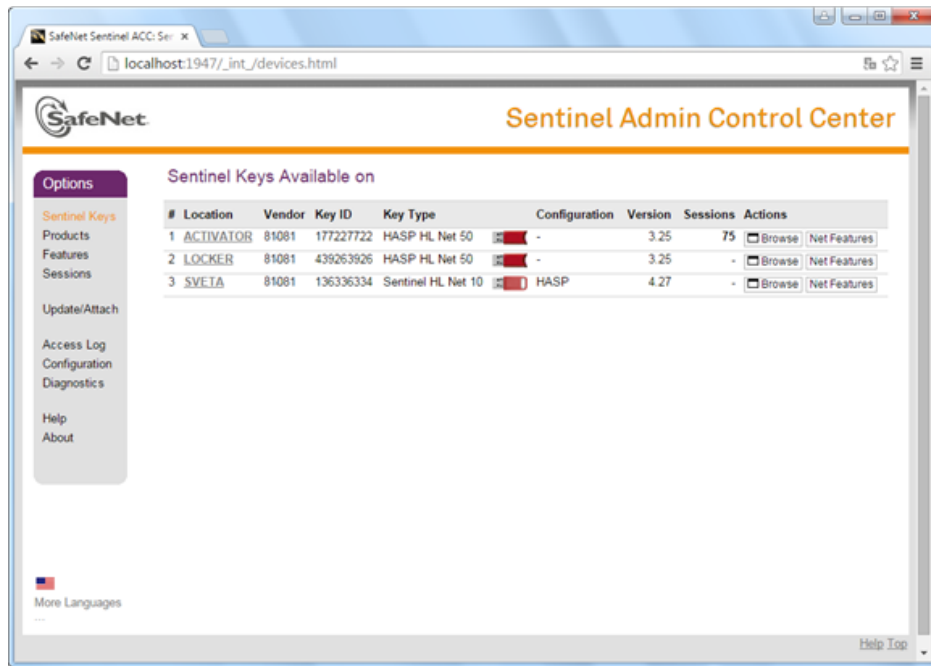 SafeNet Sentinel ACC: Ser
localhost:1947/_int_/devices.html
SafeNet.
Sentinel Admin Control Center
Options
Sentinel Keys
Products
Features
Sessions
Update/Attach
Access Log
Configuration
Diagnostics
Help
About
Sentinel Keys Available on
# Location Vendor Key ID Key Type Configuration Version Sessions Actions
1 ACTIVATOR 81081 177227722 HASP HL Net 50 - 3.25 75 Browse Net Features
2 LOCKER 81081 439263926 HASP HL Net 50 - 3.25 - Browse Net Features
3 SVETA 81081 136336334 Sentinel HL Net 10 HASP 4.27 - Browse Net Features
More Languages
...
Help Top